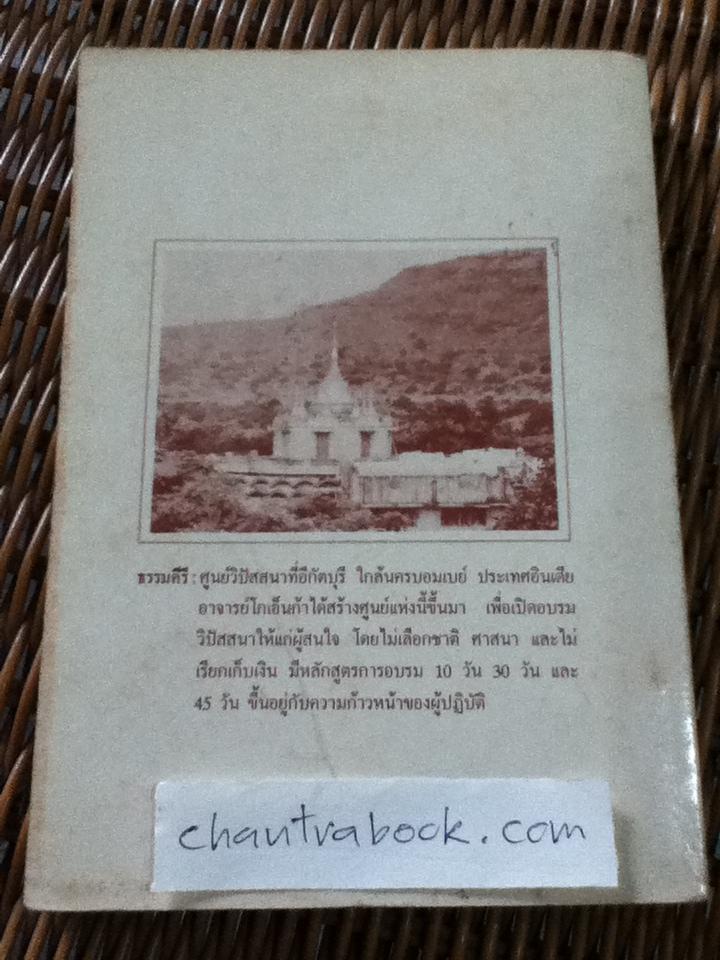 ธรรมคีรี : ศูนย์วิปัสสนาที่อีกัตบุรี ใกล้นครบอมเบย์ ประเทศอินเดีย
อาจารย์โกเอ็นก้าได้สร้างศูนย์แห่งนี้ขึ้นมา เพื่อเปิดอบรม
วิปัสสนาให้แก่ผู้สนใจ โดยไม่เลือกชาติ ศาสนา และไม่
เรียกเก็บเงิน มีหลักสูตรการอบรม 10 วัน 30 วัน และ
45 วัน ขึ้นอยู่กับความก้าวหน้าของผู้ปฏิบัติ
chantrabook.com